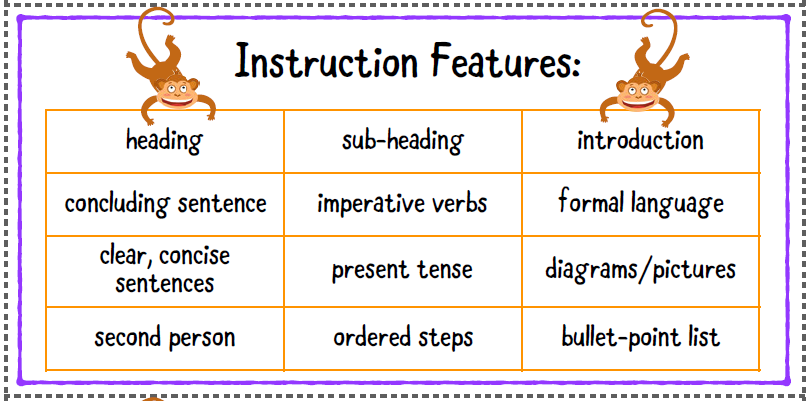 Instruction Features:
heading
sub-heading
introduction
concluding sentence
imperative verbs
formal language
clear, concise
sentences
present tense
diagrams/pictures
second person
ordered steps
bullet-point list